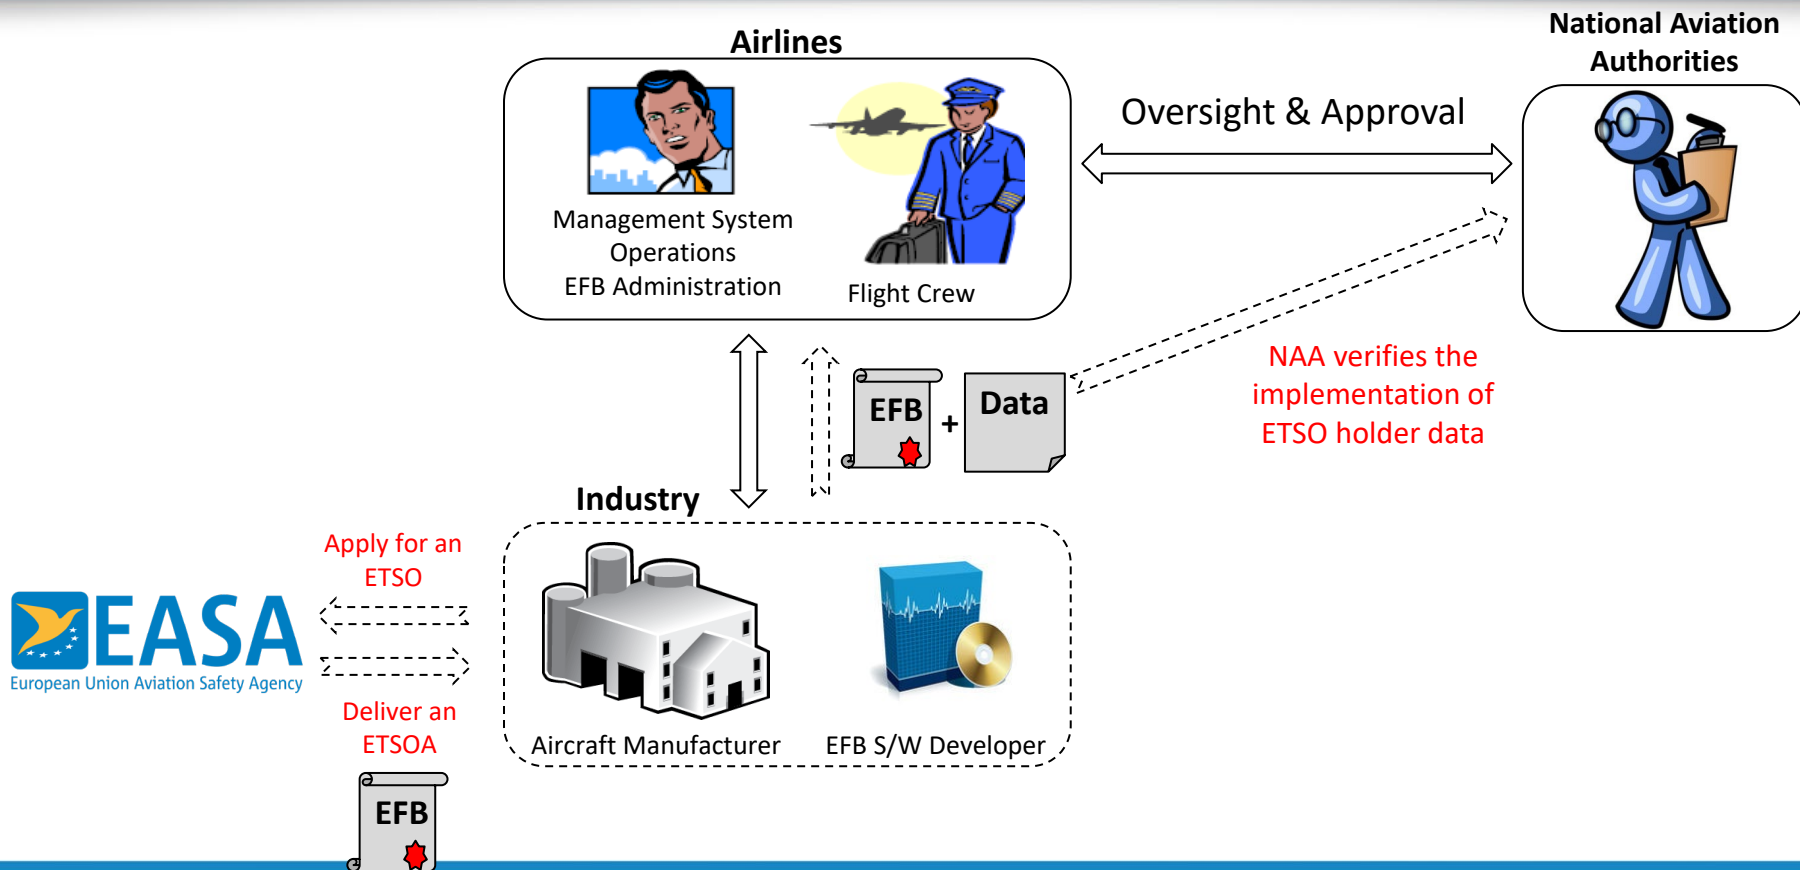 National Aviation
Authorities
Airlines
Oversight & Approval
Management System
Operations
EFB Administration
Flight Crew
NAA verifies the
implementation of
ETSO holder data
EFB
+
Data
Industry
Apply for an
ETSO
EASA
European Union Aviation Safety Agency
Deliver an
ETSOA
Aircraft Manufacturer
EFB S/W Developer
EFB